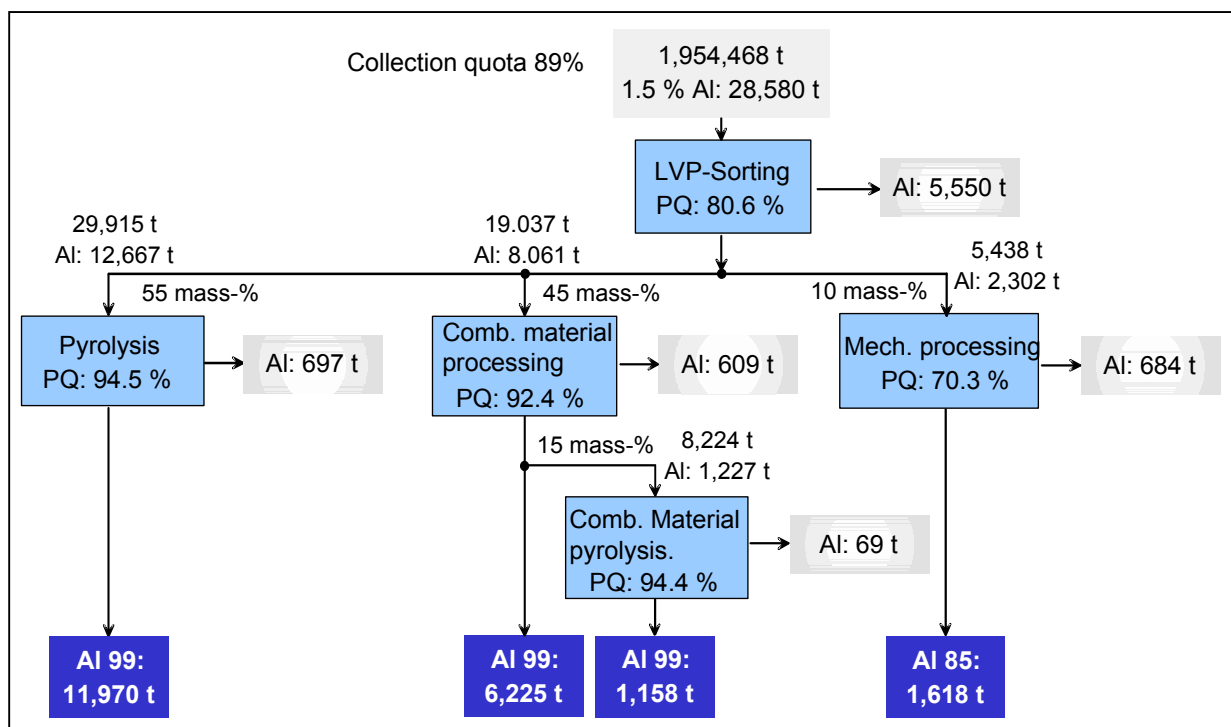 Collection quota 89%
1,954,468 t
1.5 % Al: 28,580 t
LVP-Sorting
PQ: 80.6 %
Al: 5,550 t
29,915 t
Al: 12,667 t
19.037 t
Al: 8.061 t
5,438 t
Al: 2,302 t
55 mass-%
45 mass-%
10 mass-%
Pyrolysis
PQ: 94.5 %
Al: 697 t
Comb. material
processing
PQ: 92.4 %
Al: 609 t
Mech. processing
PQ: 70.3 %
Al: 684 t
15 mass-%
8,224 t
Al: 1,227 t
Comb. Material
pyrolysis.
PQ: 94.4 %
Al: 69 t
Al 99:
11,970 t
Al 99:
6,225 t
Al 99:
1,158 t
Al 85:
1,618 t